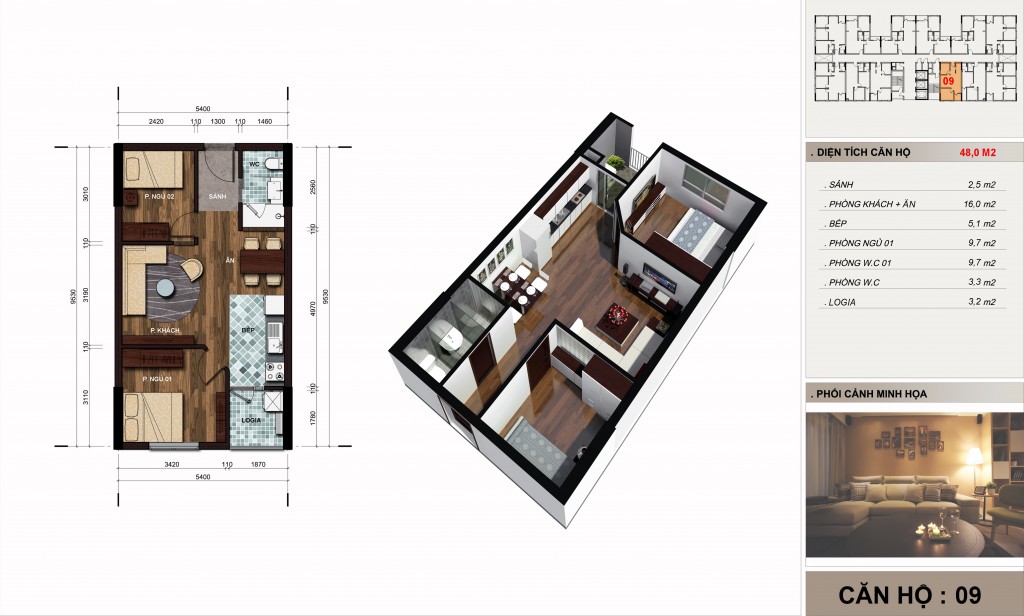 5400
2420 110 1300 110 1460
WC
P. NGỦ 02
SẢNH
ĂN
P. KHÁCH
BẾP
P. NGỦ 01
LOGIA
3010
110
3190
110
3110
9530
2560
110
4970
110
1780
9530
3420 110 1870
5400
09
. DIỆN TÍCH CĂN HỘ 48,0 M2
. SẢNH 2,5 m2
. PHÒNG KHÁCH + ĂN 16,0 m2
. BẾP 5,1 m2
. PHÒNG NGỦ 01 9,7 m2
. PHÒNG W.C 01 9,7 m2
. PHÒNG W.C 3,3 m2
. LOGIA 3,2 m2
. PHỐI CẢNH MINH HỌA
CĂN HỘ : 09